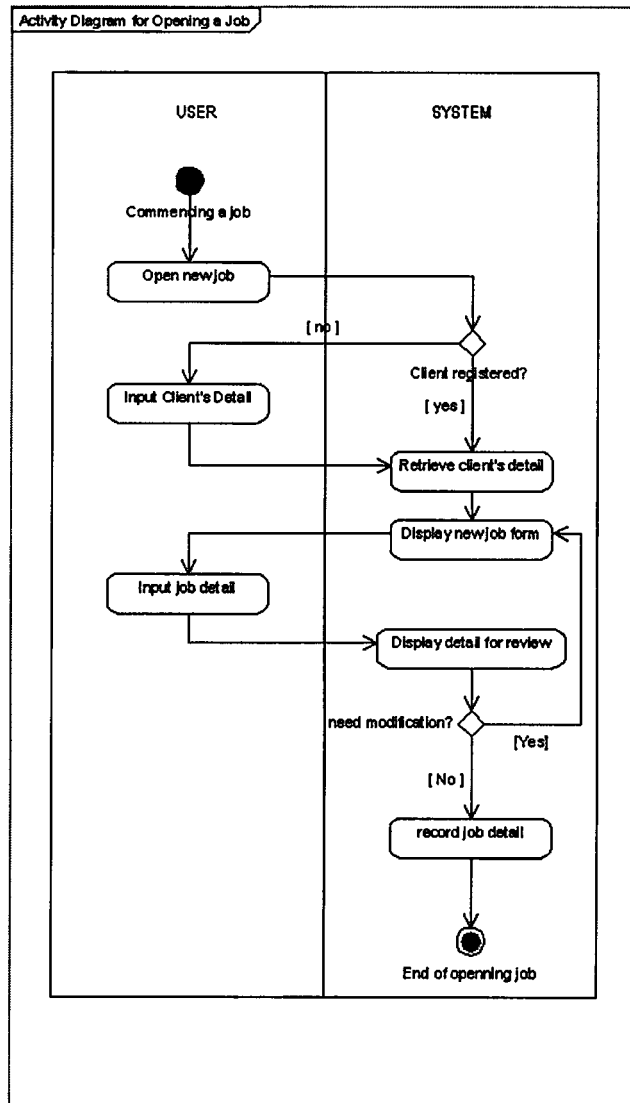 Activity Diagram for Opening a Job
USER
SYSTEM
Commencing a job
Open new job
[ no ]
Client registered?
Input Client's Detail
[ yes ]
Retrieve client's detail
Display new job form
Input job detail
Display detail for review
need modification?
[Yes]
[ No ]
record job detail
End of openning job